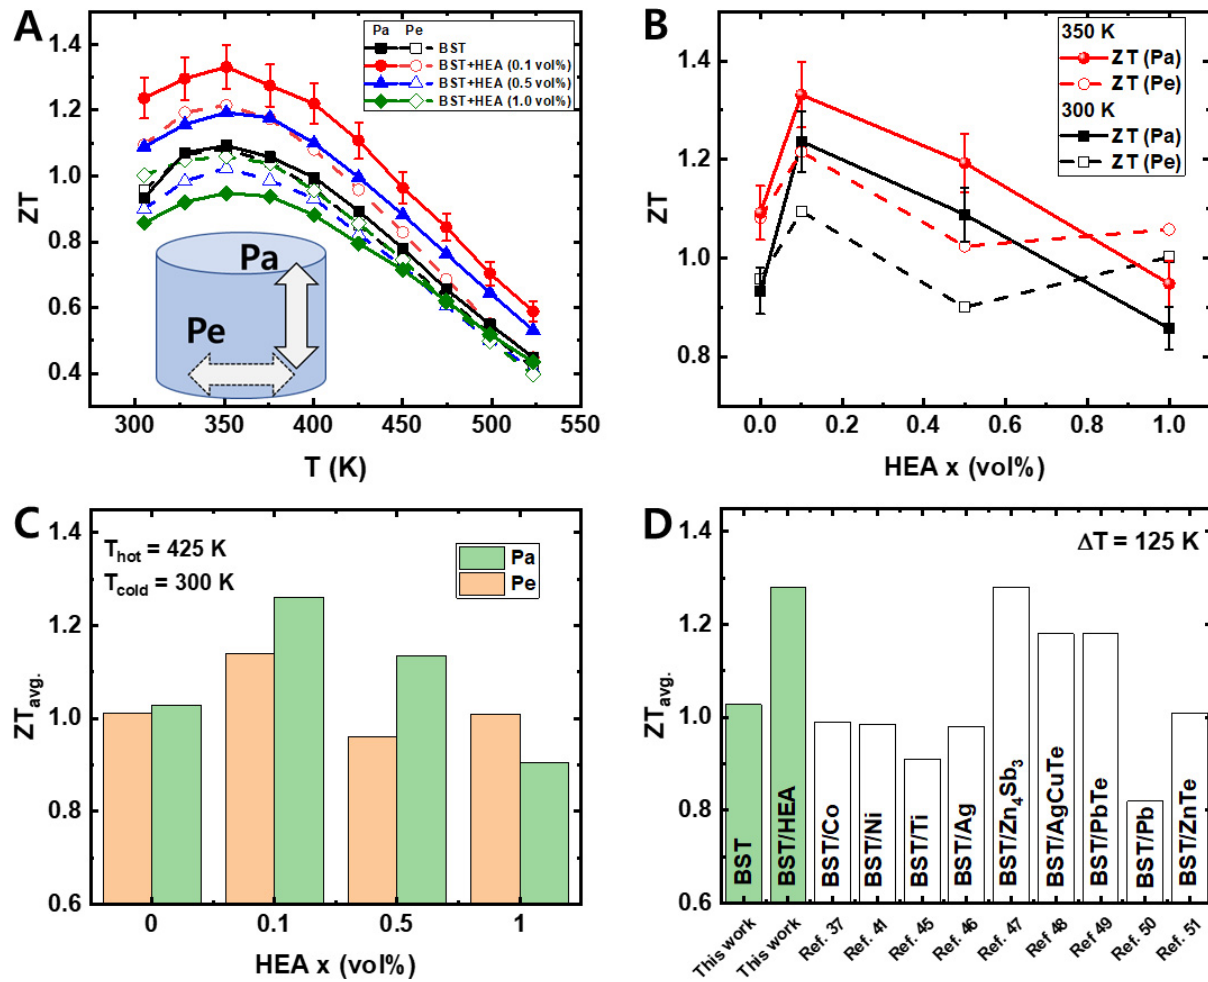 A
1.4
1.2
1.0
0.8
0.6
0.4
ZT
Pa Pe
BST
BST+HEA (0.1 vol%)
BST+HEA (0.5 vol%)
BST+HEA (1.0 vol%)
Pa
Pe
300 350 400 450 500 550
T (K)
B
1.4
1.2
1.0
0.8
ZT
350 K
ZT (Pa)
ZT (Pe)
300 K
ZT (Pa)
ZT (Pe)
0.0 0.2 0.4 0.6 0.8 1.0
HEA x (vol%)
C
1.4
1.2
1.0
0.8
0.6
ZTavg.
Thot = 425 K
Tcold = 300 K
Pa
Pe
0 0.1 0.5 1
HEA x (vol%)
D
1.4
1.2
1.0
0.8
0.6
ZTavg.
ΔT = 125 K
BST
BST/HEA
BST/Co
BST/Ni
BST/Ti
BST/Ag
BST/Zn4Sb3
BST/AgCuTe
BST/PbTe
BST/Pb
BST/ZnTe
This work
This work
Ref. 37
Ref. 41
Ref. 45
Ref. 46
Ref. 47
Ref 48
Ref 49
Ref. 50
Ref. 51